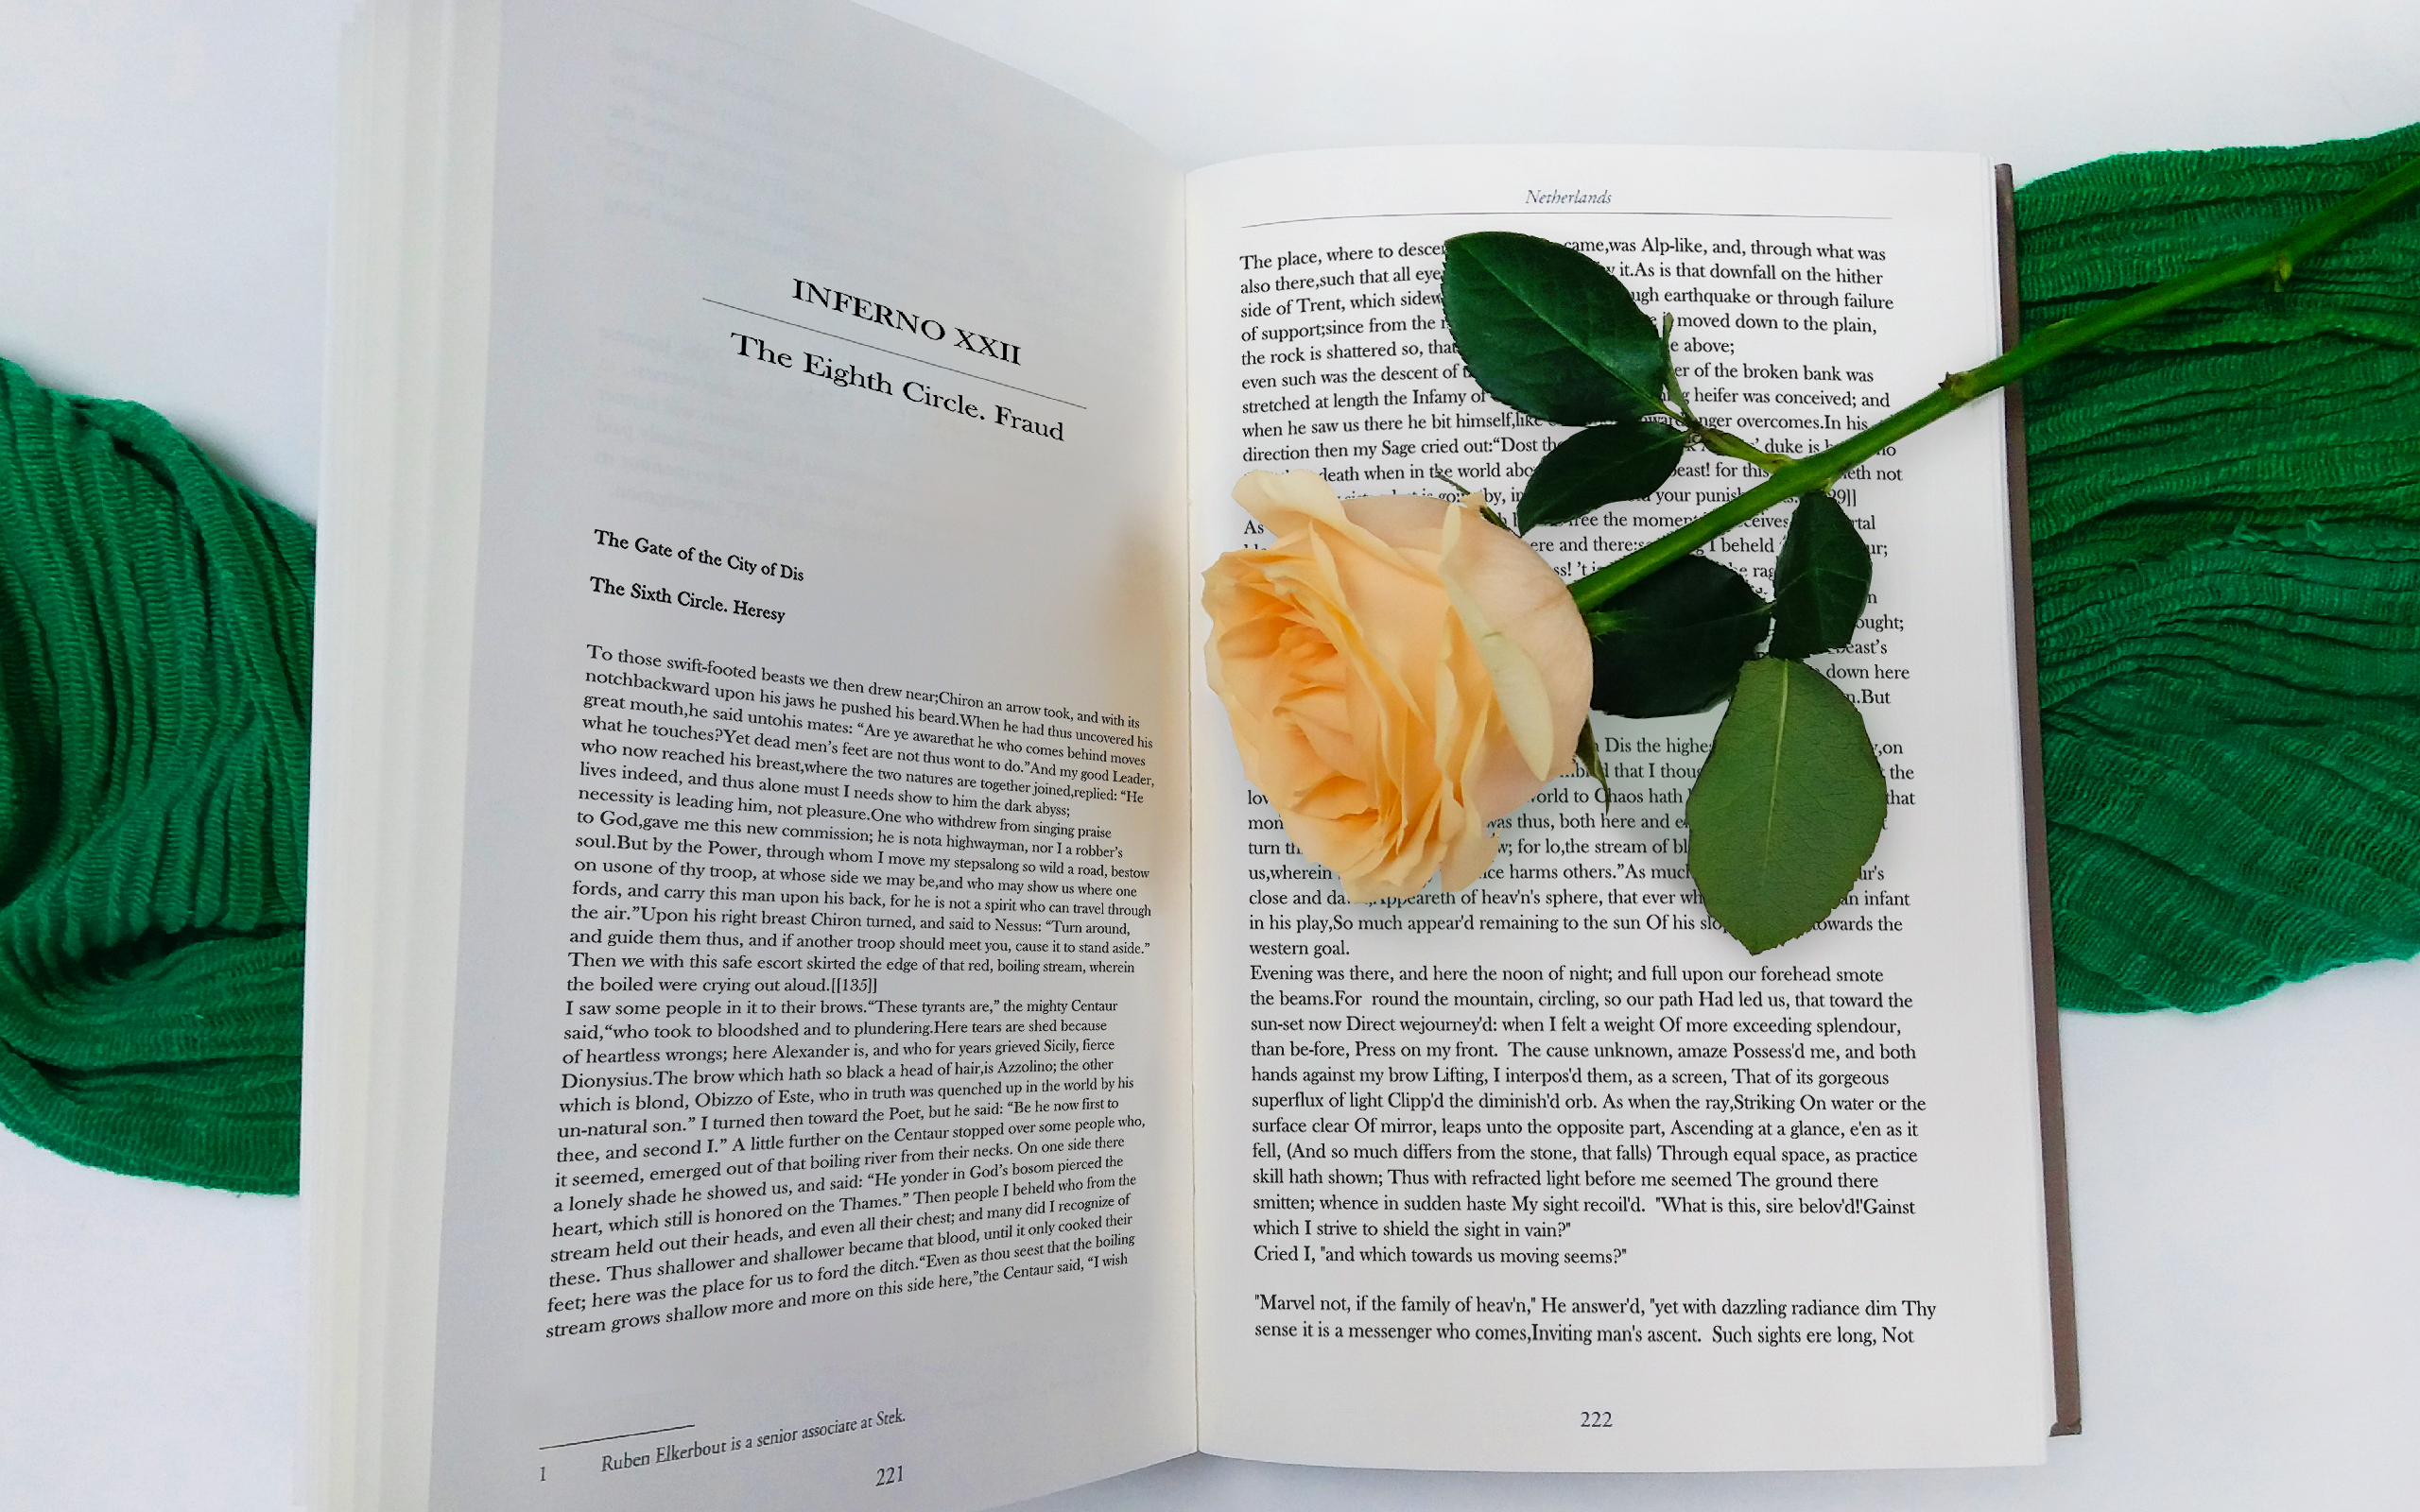 INFERNO XXII
The Eighth Circle. Fraud
The Gate of the City of Dis
The Sixth Circle. Heresy
To those swift-footed beasts we then drew near;Chiron an arrow took, and with its
notchbackward upon his jaws he pushed his beard.When he had thus uncovered his
great mouth,he said untohis mates: “Are ye awarethat he who comes behind moves
what he touches?Yet dead men’s feet are not thus wont to do.”And my good Leader,
who now reached his breast,where the two natures are together joined,replied: “He
lives indeed, and thus alone must I needs show to him the dark abyss;
necessity is leading him, not pleasure.One who withdrew from singing praise
to God,gave me this new commission; he is nota highwayman, nor I a robber’s
soul.But by the Power, through whom I move my stepsalong so wild a road, bestow
on usone of thy troop, at whose side we may be,and who may show us where one
fords, and carry this man upon his back, for he is not a spirit who can travel through
the air.”Upon his right breast Chiron turned, and said to Nessus: “Turn around,
and guide them thus, and if another troop should meet you, cause it to stand aside.”
Then we with this safe escort skirted the edge of that red, boiling stream, wherein
the boiled were crying out aloud.[[135]]
I saw some people in it to their brows.“These tyrants are,” the mighty Centaur
said,“who took to bloodshed and to plundering.Here tears are shed because
of heartless wrongs; here Alexander is, and who for years grieved Sicily, fierce
Dionysius.The brow which hath so black a head of hair,is Azzolino; the other
which is blond, Obizzo of Este, who in truth was quenched up in the world by his
un-natural son.” I turned then toward the Poet, but he said: “Be he now first to
thee, and second I.” A little further on the Centaur stopped over some people who,
it seemed, emerged out of that boiling river from their necks. On one side there
a lonely shade he showed us, and said: “He yonder in God’s bosom pierced the
heart, which still is honored on the Thames.” Then people I beheld who from the
stream held out their heads, and even all their chest; and many did I recognize of
these. Thus shallower and shallower became that blood, until it only cooked their
feet; here was the place for us to ford the ditch.“Even as thou seest that the boiling
stream grows shallow more and more on this side here,”the Centaur said, “I wish
1 Ruben Elkerbout is a senior associate at Stek.
221
Netherlands
The place, where to came,was Alp-like, and, through what was
also there,such that all it.As is that downfall on the hither
side of Trent, which earthquake or through failure
of support;since from the moved down to the plain,
the rock is shattered so, above;
even such was the descent of of the broken bank was
stretched at length the Infamy of heifer was conceived; and
when he saw us there he bit himself,like overcomes.In his
direction then my Sage cried out:“Dost duke is
death when in the world for not
by, your
As the
and I beheld
’t
down here
Dis the on
that I the
to Chaos hath that
was thus, both here and
turn for lo,the stream of
us,wherein harms others.”As
close and of heav'n's sphere, that ever infant
in his play,So much appear'd remaining to the sun Of his towards the
western goal.
Evening was there, and here the noon of night; and full upon our forehead smote
the beams.For round the mountain, circling, so our path Had led us, that toward the
sun-set now Direct wejourney'd: when I felt a weight Of more exceeding splendour,
than be-fore, Press on my front. The cause unknown, amaze Possess'd me, and both
hands against my brow Lifting, I interpos'd them, as a screen, That of its gorgeous
superflux of light Clipp'd the diminish'd orb. As when the ray,Striking On water or the
surface clear Of mirror, leaps unto the opposite part, Ascending at a glance, e'en as it
fell, (And so much differs from the stone, that falls) Through equal space, as practice
skill hath shown; Thus with refracted light before me seemed The ground there
smitten; whence in sudden haste My sight recoil'd. "What is this, sire belov'd!'Gainst
which I strive to shield the sight in vain?"
Cried I, "and which towards us moving seems?"
"Marvel not, if the family of heav'n," He answer'd, "yet with dazzling radiance dim Thy
sense it is a messenger who comes,Inviting man's ascent. Such sights ere long, Not
222